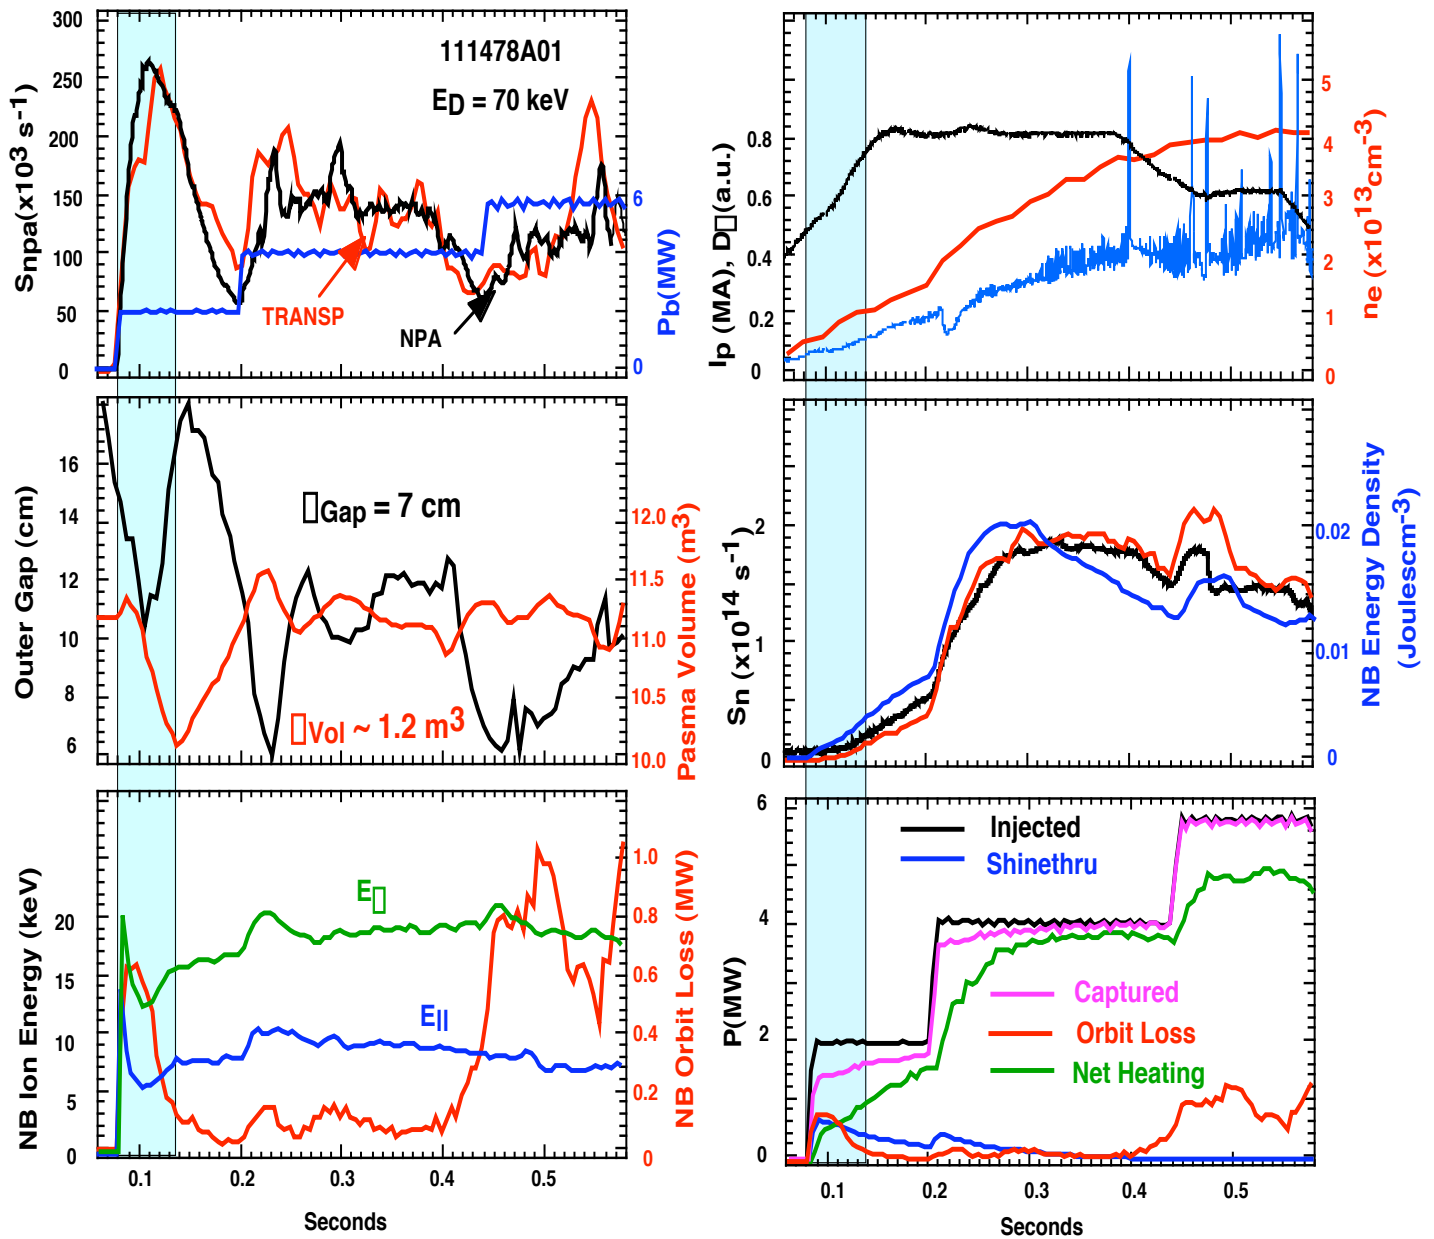 300
250
200
150
100
50
0
Snpa(x10³ s⁻¹)
111478A01
ED = 70 keV
TRANSP
NPA
6
0
Pb(MW)
0.8
0.6
0.4
0.2
0
Ip (MA), D▯(a.u.)
5
4
3
2
1
0
ne (x10¹³cm⁻³)
16
14
12
10
8
6
Outer Gap (cm)
▯Gap = 7 cm
▯Vol ~ 1.2 m³
12.0
11.5
11.0
10.5
10.0
Pasma Volume (m³)
2
1
0
Sn (x10¹⁴ s⁻¹)
0.02
0.01
0
NB Energy Density
(Joulescm⁻³)
20
15
10
5
0
NB Ion Energy (keV)
E▯
E||
1.0
0.8
0.6
0.4
0.2
0
NB Orbit Loss (MW)
0.1
0.2
0.3
0.4
0.5
Seconds
6
4
2
0
P(MW)
Injected
Shinethru
Captured
Orbit Loss
Net Heating
0.1
0.2
0.3
0.4
0.5
Seconds